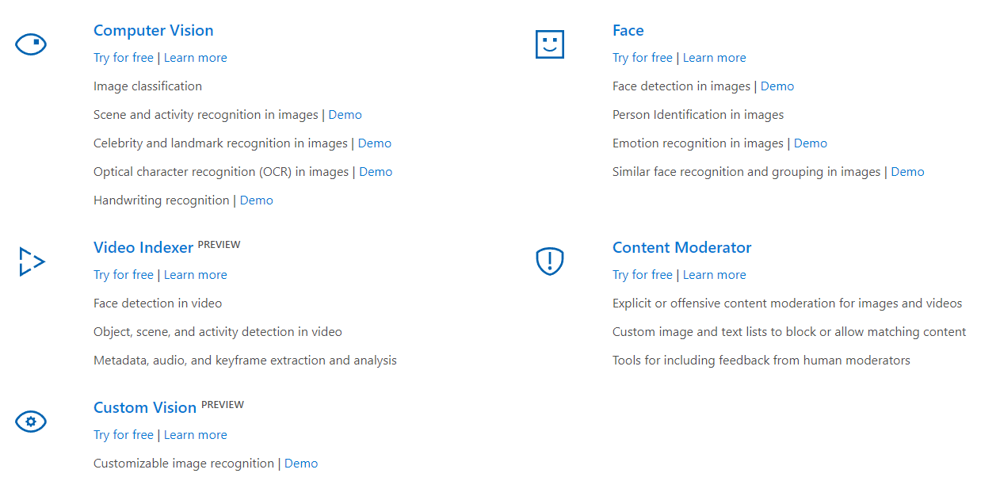 Computer Vision
Try for free | Learn more
Image classification
Scene and activity recognition in images | Demo
Celebrity and landmark recognition in images | Demo
Optical character recognition (OCR) in images | Demo
Handwriting recognition | Demo
Face
Try for free | Learn more
Face detection in images | Demo
Person Identification in images
Emotion recognition in images | Demo
Similar face recognition and grouping in images | Demo
Video Indexer PREVIEW
Try for free | Learn more
Face detection in video
Object, scene, and activity detection in video
Metadata, audio, and keyframe extraction and analysis
Content Moderator
Try for free | Learn more
Explicit or offensive content moderation for images and videos
Custom image and text lists to block or allow matching content
Tools for including feedback from human moderators
Custom Vision PREVIEW
Try for free | Learn more
Customizable image recognition | Demo